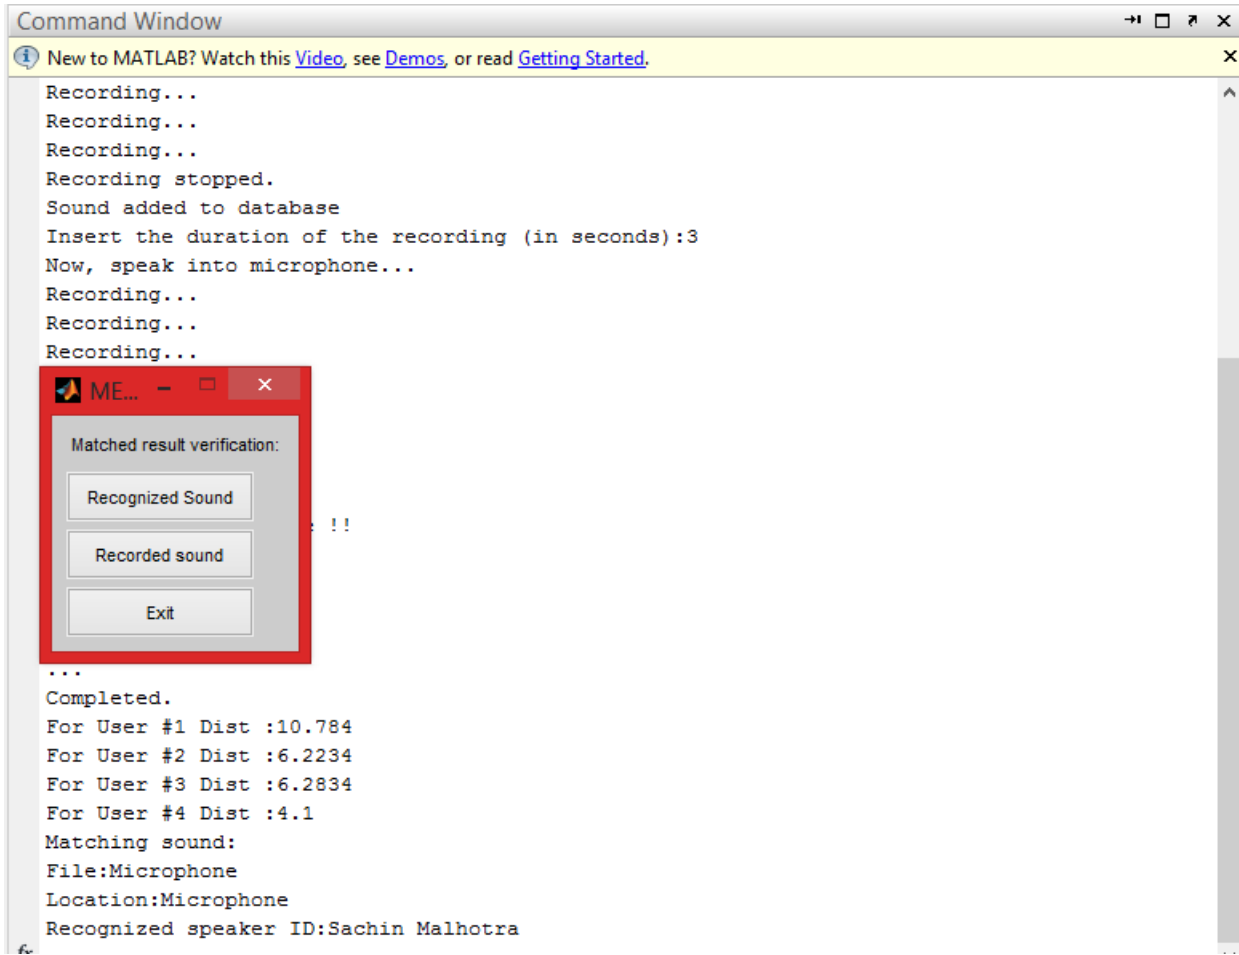 Command Window
New to MATLAB? Watch this Video, see Demos, or read Getting Started.
Recording...
Recording...
Recording...
Recording stopped.
Sound added to database
Insert the duration of the recording (in seconds):3
Now, speak into microphone...
Recording...
Recording...
Recording...
ME...
Matched result verification:
Recognized Sound
!!
Recorded sound
Exit
...
Completed.
For User #1 Dist :10.784
For User #2 Dist :6.2234
For User #3 Dist :6.2834
For User #4 Dist :4.1
Matching sound:
File:Microphone
Location:Microphone
Recognized speaker ID:Sachin Malhotra
fx